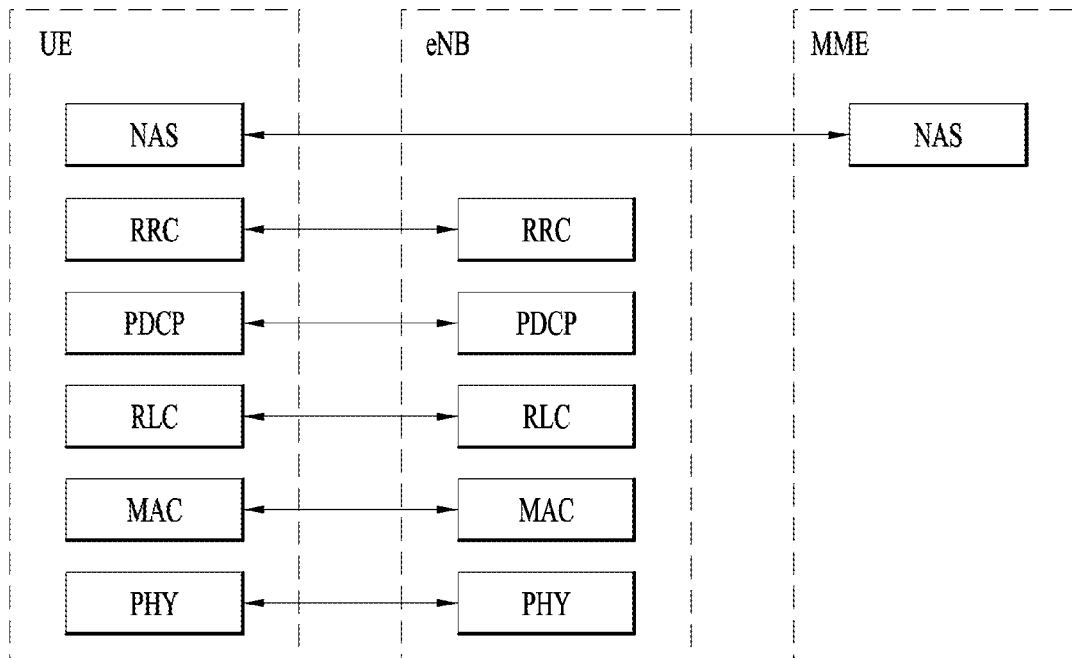 UE eNB MME
NAS NAS
RRC RRC
PDCP PDCP
RLC RLC
MAC MAC
PHY PHY